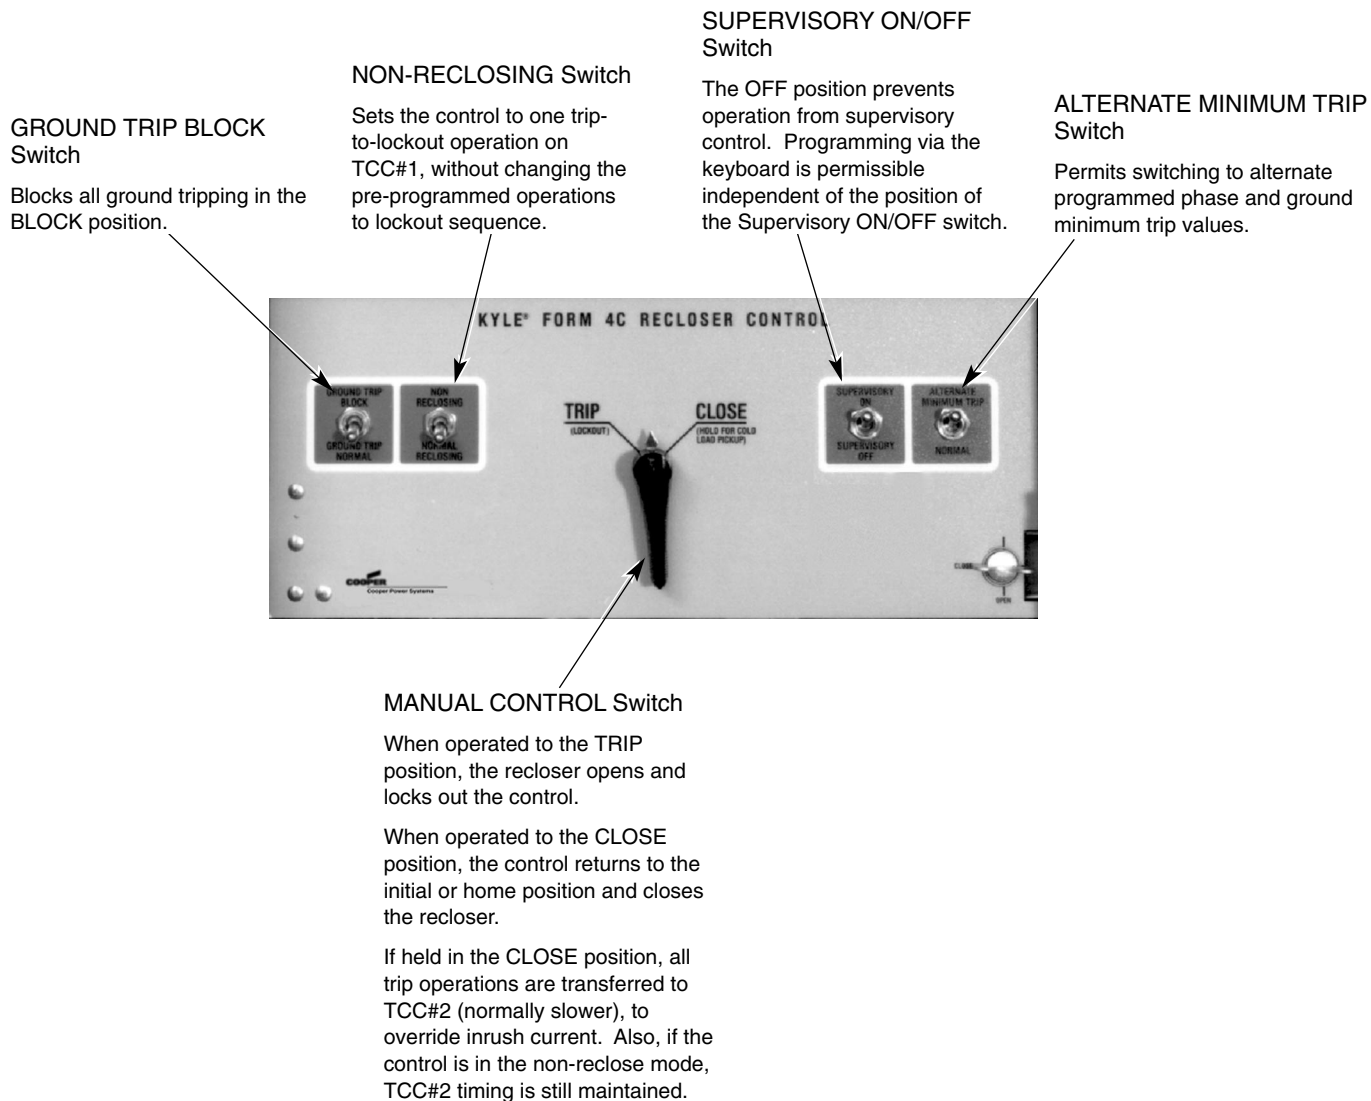 GROUND TRIP BLOCK
Switch
Blocks all ground tripping in the
BLOCK position.
NON-RECLOSING Switch
Sets the control to one trip-
to-lockout operation on
TCC#1, without changing the
pre-programmed operations
to lockout sequence.
SUPERVISORY ON/OFF
Switch
The OFF position prevents
operation from supervisory
control. Programming via the
keyboard is permissible
independent of the position of
the Supervisory ON/OFF switch.
ALTERNATE MINIMUM TRIP
Switch
Permits switching to alternate
programmed phase and ground
minimum trip values.
KYLE® FORM 4C RECLOSER CONTROL
GROUND TRIP
BLOCK
GROUND TRIP
NORMAL
NON
RECLOSING
NORMAL
RECLOSING
TRIP
(LOCKOUT)
CLOSE
(HOLD FOR COLD
LOAD PICKUP)
SUPERVISORY
ON
SUPERVISORY
OFF
ALTERNATE
MINIMUM TRIP
NORMAL
COOPER
Cooper Power Systems
CLOSE
OPEN
MANUAL CONTROL Switch
When operated to the TRIP
position, the recloser opens and
locks out the control.
When operated to the CLOSE
position, the control returns to the
initial or home position and closes
the recloser.
If held in the CLOSE position, all
trip operations are transferred to
TCC#2 (normally slower), to
override inrush current. Also, if the
control is in the non-reclose mode,
TCC#2 timing is still maintained.